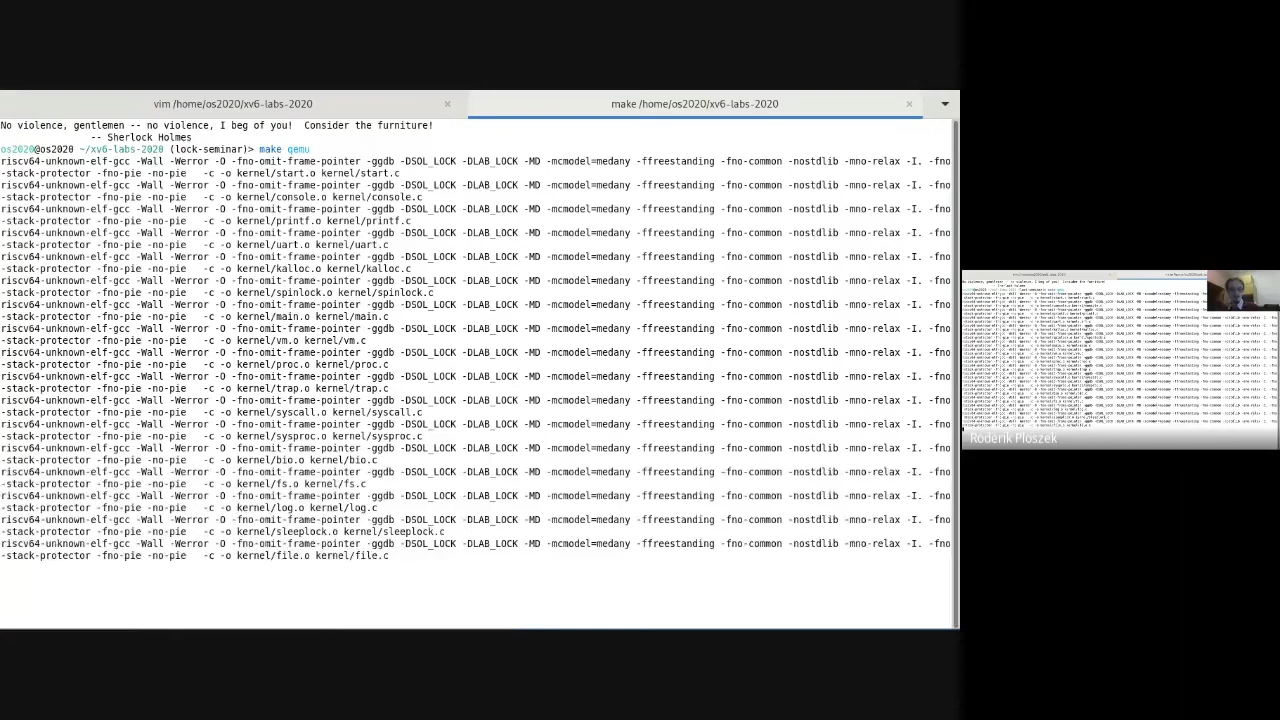 vim /home/os2020/xv6-labs-2020 ×
make /home/os2020/xv6-labs-2020 ×
No violence, gentlemen -- no violence, I beg of you!  Consider the furniture!
-- Sherlock Holmes
os2020@os2020 ~/xv6-labs-2020 (lock-seminar)> make qemu
riscv64-unknown-elf-gcc -Wall -Werror -O -fno-omit-frame-pointer -ggdb -DSOL_LOCK -DLAB_LOCK -MD -mcmodel=medany -ffreestanding -fno-common -nostdlib -mno-relax -I. -fno
-stack-protector -fno-pie -no-pie   -c -o kernel/start.o kernel/start.c
riscv64-unknown-elf-gcc -Wall -Werror -O -fno-omit-frame-pointer -ggdb -DSOL_LOCK -DLAB_LOCK -MD -mcmodel=medany -ffreestanding -fno-common -nostdlib -mno-relax -I. -fno
-stack-protector -fno-pie -no-pie   -c -o kernel/console.o kernel/console.c
riscv64-unknown-elf-gcc -Wall -Werror -O -fno-omit-frame-pointer -ggdb -DSOL_LOCK -DLAB_LOCK -MD -mcmodel=medany -ffreestanding -fno-common -nostdlib -mno-relax -I. -fno
-stack-protector -fno-pie -no-pie   -c -o kernel/printf.o kernel/printf.c
riscv64-unknown-elf-gcc -Wall -Werror -O -fno-omit-frame-pointer -ggdb -DSOL_LOCK -DLAB_LOCK -MD -mcmodel=medany -ffreestanding -fno-common -nostdlib -mno-relax -I. -fno
-stack-protector -fno-pie -no-pie   -c -o kernel/uart.o kernel/uart.c
riscv64-unknown-elf-gcc -Wall -Werror -O -fno-omit-frame-pointer -ggdb -DSOL_LOCK -DLAB_LOCK -MD -mcmodel=medany -ffreestanding -fno-common -nostdlib -mno-relax -I. -fno
-stack-protector -fno-pie -no-pie   -c -o kernel/kalloc.o kernel/kalloc.c
riscv64-unknown-elf-gcc -Wall -Werror -O -fno-omit-frame-pointer -ggdb -DSOL_LOCK -DLAB_LOCK -MD -mcmodel=medany -ffreestanding -fno-common -nostdlib -mno-relax -I. -fno
-stack-protector -fno-pie -no-pie   -c -o kernel/spinlock.o kernel/spinlock.c
riscv64-unknown-elf-gcc -Wall -Werror -O -fno-omit-frame-pointer -ggdb -DSOL_LOCK -DLAB_LOCK -MD -mcmodel=medany -ffreestanding -fno-common -nostdlib -mno-relax -I. -fno
-stack-protector -fno-pie -no-pie   -c -o kernel/main.o kernel/main.c
riscv64-unknown-elf-gcc -Wall -Werror -O -fno-omit-frame-pointer -ggdb -DSOL_LOCK -DLAB_LOCK -MD -mcmodel=medany -ffreestanding -fno-common -nostdlib -mno-relax -I. -fno
-stack-protector -fno-pie -no-pie   -c -o kernel/vm.o kernel/vm.c
riscv64-unknown-elf-gcc -Wall -Werror -O -fno-omit-frame-pointer -ggdb -DSOL_LOCK -DLAB_LOCK -MD -mcmodel=medany -ffreestanding -fno-common -nostdlib -mno-relax -I. -fno
-stack-protector -fno-pie -no-pie   -c -o kernel/proc.o kernel/proc.c
riscv64-unknown-elf-gcc -Wall -Werror -O -fno-omit-frame-pointer -ggdb -DSOL_LOCK -DLAB_LOCK -MD -mcmodel=medany -ffreestanding -fno-common -nostdlib -mno-relax -I. -fno
-stack-protector -fno-pie -no-pie   -c -o kernel/trap.o kernel/trap.c
riscv64-unknown-elf-gcc -Wall -Werror -O -fno-omit-frame-pointer -ggdb -DSOL_LOCK -DLAB_LOCK -MD -mcmodel=medany -ffreestanding -fno-common -nostdlib -mno-relax -I. -fno
-stack-protector -fno-pie -no-pie   -c -o kernel/syscall.o kernel/syscall.c
riscv64-unknown-elf-gcc -Wall -Werror -O -fno-omit-frame-pointer -ggdb -DSOL_LOCK -DLAB_LOCK -MD -mcmodel=medany -ffreestanding -fno-common -nostdlib -mno-relax -I. -fno
-stack-protector -fno-pie -no-pie   -c -o kernel/sysproc.o kernel/sysproc.c
riscv64-unknown-elf-gcc -Wall -Werror -O -fno-omit-frame-pointer -ggdb -DSOL_LOCK -DLAB_LOCK -MD -mcmodel=medany -ffreestanding -fno-common -nostdlib -mno-relax -I. -fno
-stack-protector -fno-pie -no-pie   -c -o kernel/bio.o kernel/bio.c
riscv64-unknown-elf-gcc -Wall -Werror -O -fno-omit-frame-pointer -ggdb -DSOL_LOCK -DLAB_LOCK -MD -mcmodel=medany -ffreestanding -fno-common -nostdlib -mno-relax -I. -fno
-stack-protector -fno-pie -no-pie   -c -o kernel/fs.o kernel/fs.c
riscv64-unknown-elf-gcc -Wall -Werror -O -fno-omit-frame-pointer -ggdb -DSOL_LOCK -DLAB_LOCK -MD -mcmodel=medany -ffreestanding -fno-common -nostdlib -mno-relax -I. -fno
-stack-protector -fno-pie -no-pie   -c -o kernel/log.o kernel/log.c
riscv64-unknown-elf-gcc -Wall -Werror -O -fno-omit-frame-pointer -ggdb -DSOL_LOCK -DLAB_LOCK -MD -mcmodel=medany -ffreestanding -fno-common -nostdlib -mno-relax -I. -fno
-stack-protector -fno-pie -no-pie   -c -o kernel/sleeplock.o kernel/sleeplock.c
riscv64-unknown-elf-gcc -Wall -Werror -O -fno-omit-frame-pointer -ggdb -DSOL_LOCK -DLAB_LOCK -MD -mcmodel=medany -ffreestanding -fno-common -nostdlib -mno-relax -I. -fno
-stack-protector -fno-pie -no-pie   -c -o kernel/file.o kernel/file.c
Roderik Ploszek